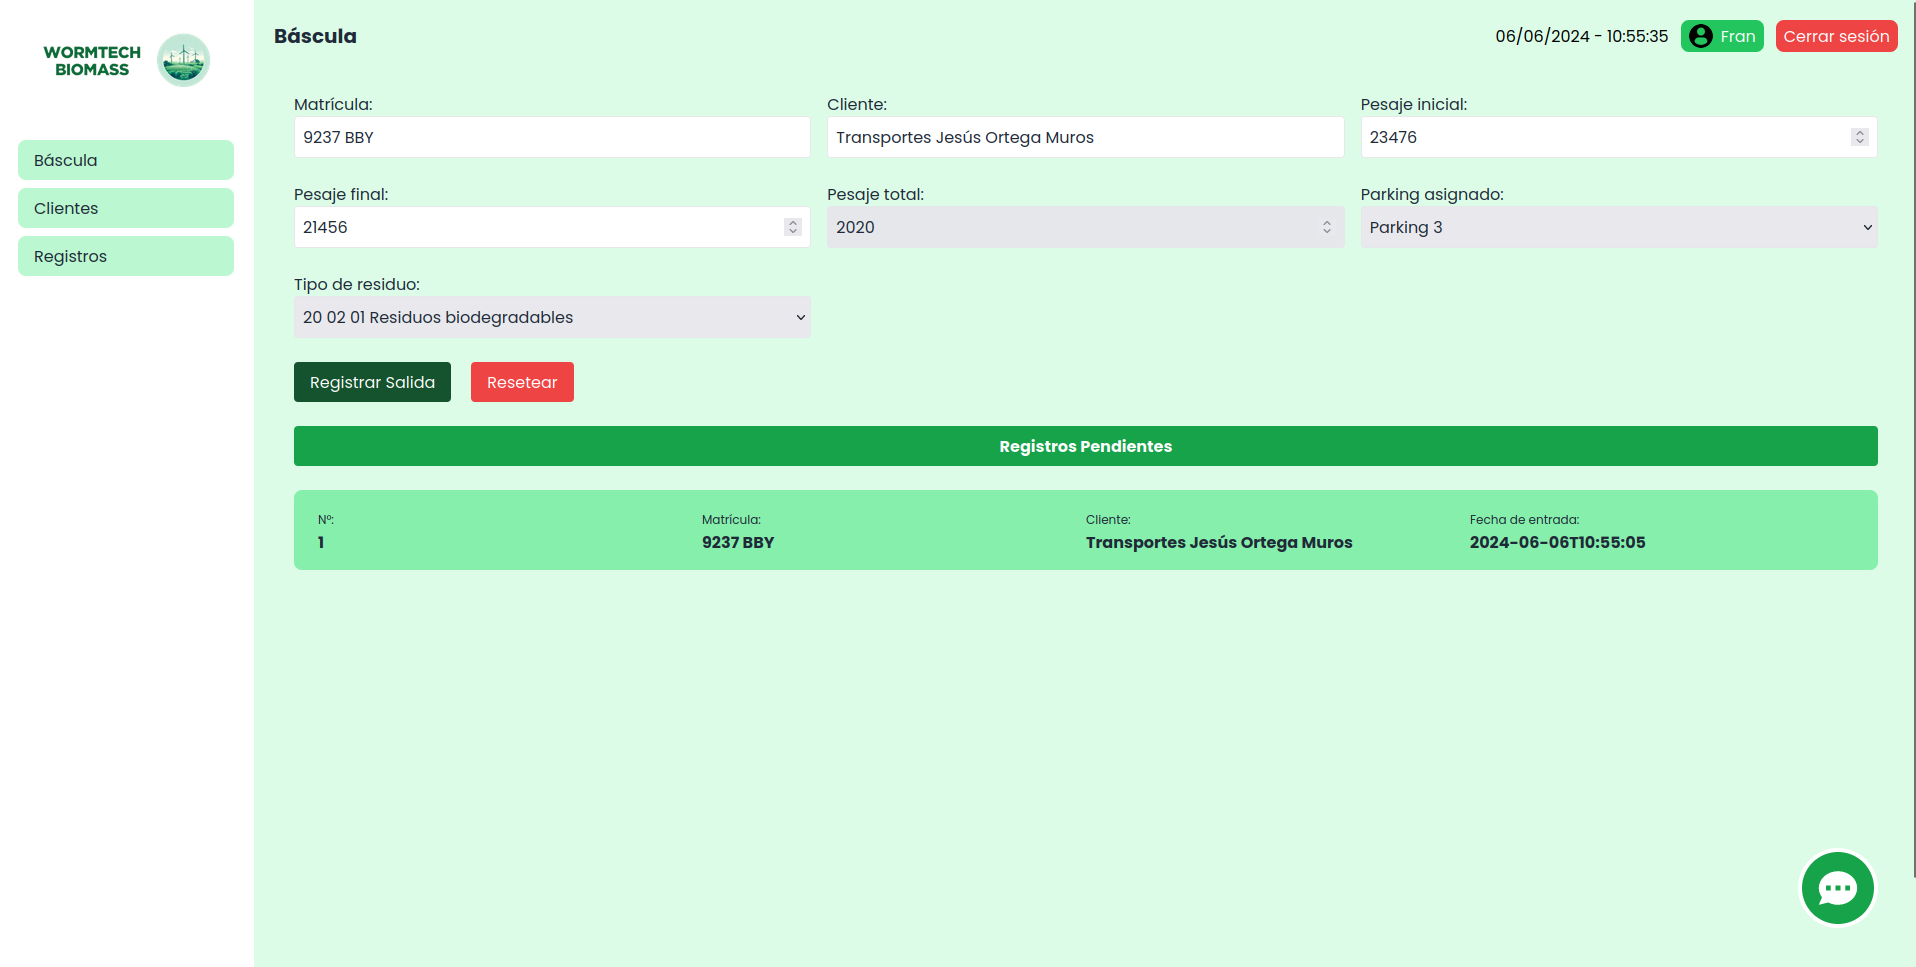 WORMTECH
BIOMASS
Báscula
Clientes
Registros
Báscula
06/06/2024 - 10:55:35
Fran
Cerrar sesión
Matrícula:
9237 BBY
Cliente:
Transportes Jesús Ortega Muros
Pesaje inicial:
23476
Pesaje final:
21456
Pesaje total:
2020
Parking asignado:
Parking 3
Tipo de residuo:
20 02 01 Residuos biodegradables
Registrar Salida
Resetear
Registros Pendientes
Nº:
1
Matrícula:
9237 BBY
Cliente:
Transportes Jesús Ortega Muros
Fecha de entrada:
2024-06-06T10:55:05